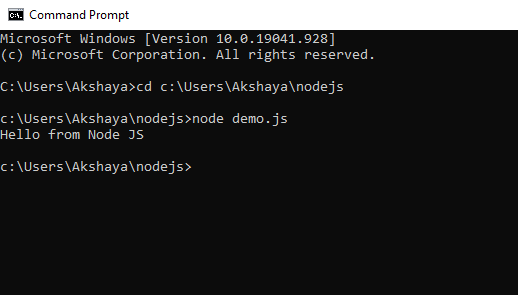 Command Prompt
Microsoft Windows [Version 10.0.19041.928]
(c) Microsoft Corporation. All rights reserved.
C:\Users\Akshaya>cd c:\Users\Akshaya\nodejs
c:\Users\Akshaya\nodejs>node demo.js
Hello from Node JS
c:\Users\Akshaya\nodejs>